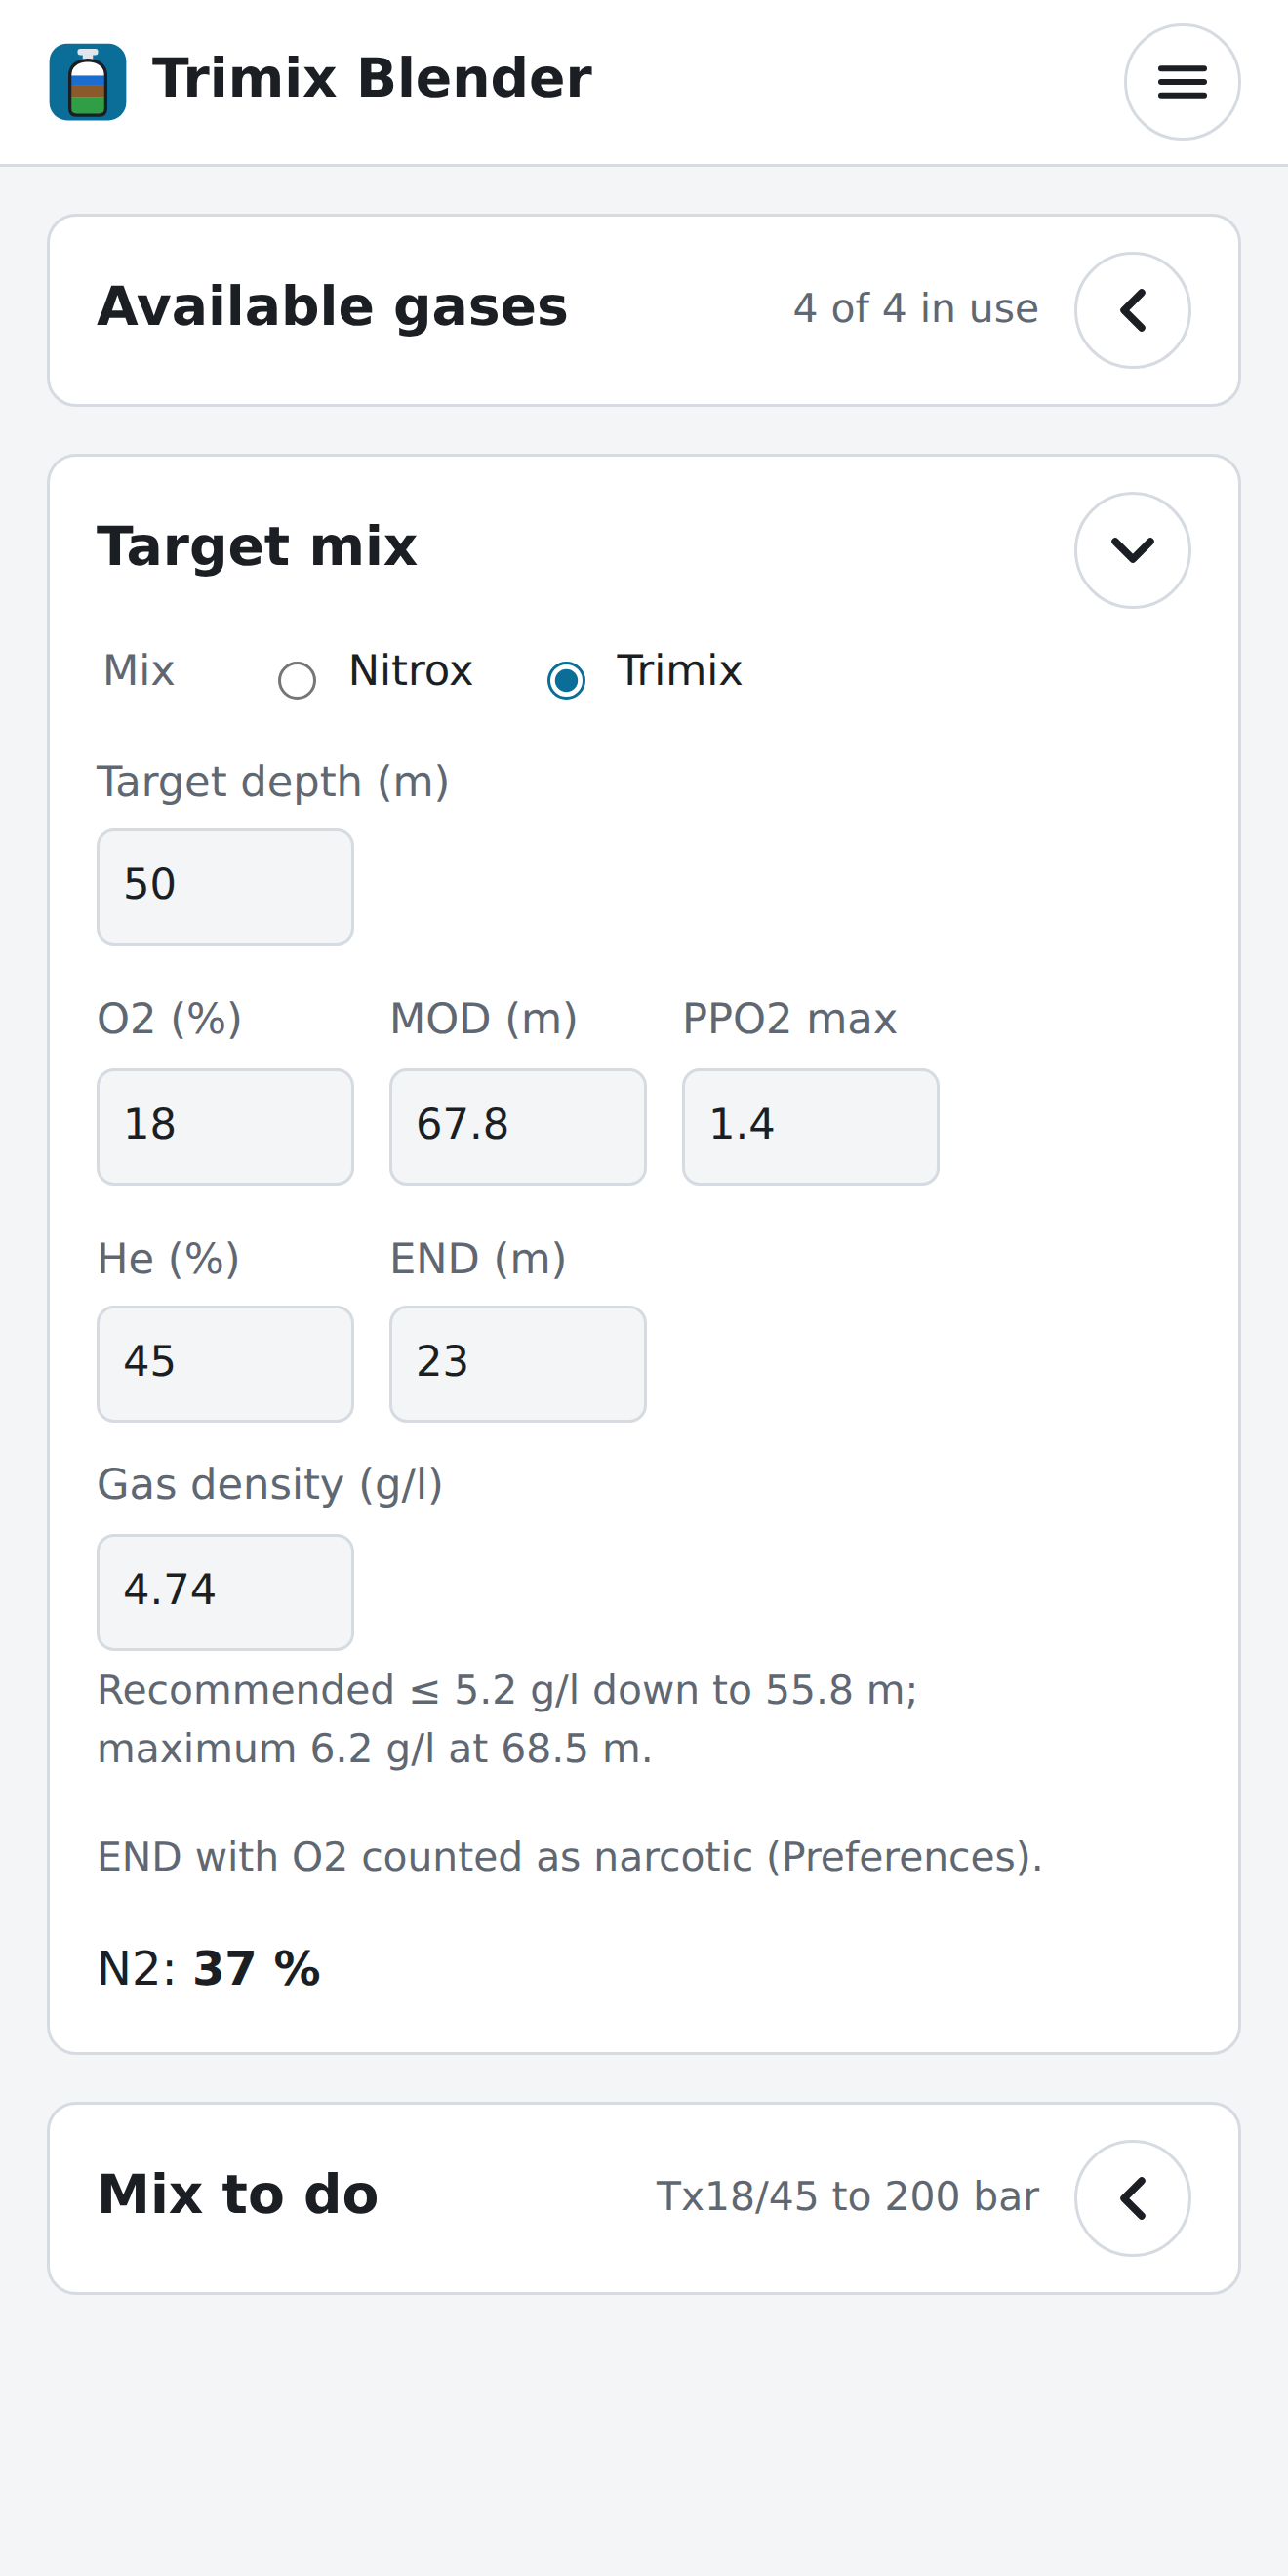 Trimix Blender
Available gases 4 of 4 in use
Target mix
Mix Nitrox Trimix
Target depth (m)
50
O2 (%) MOD (m) PPO2 max
18 67.8 1.4
He (%) END (m)
45 23
Gas density (g/l)
4.74
Recommended ≤ 5.2 g/l down to 55.8 m;
maximum 6.2 g/l at 68.5 m.
END with O2 counted as narcotic (Preferences).
N2: 37 %
Mix to do Tx18/45 to 200 bar